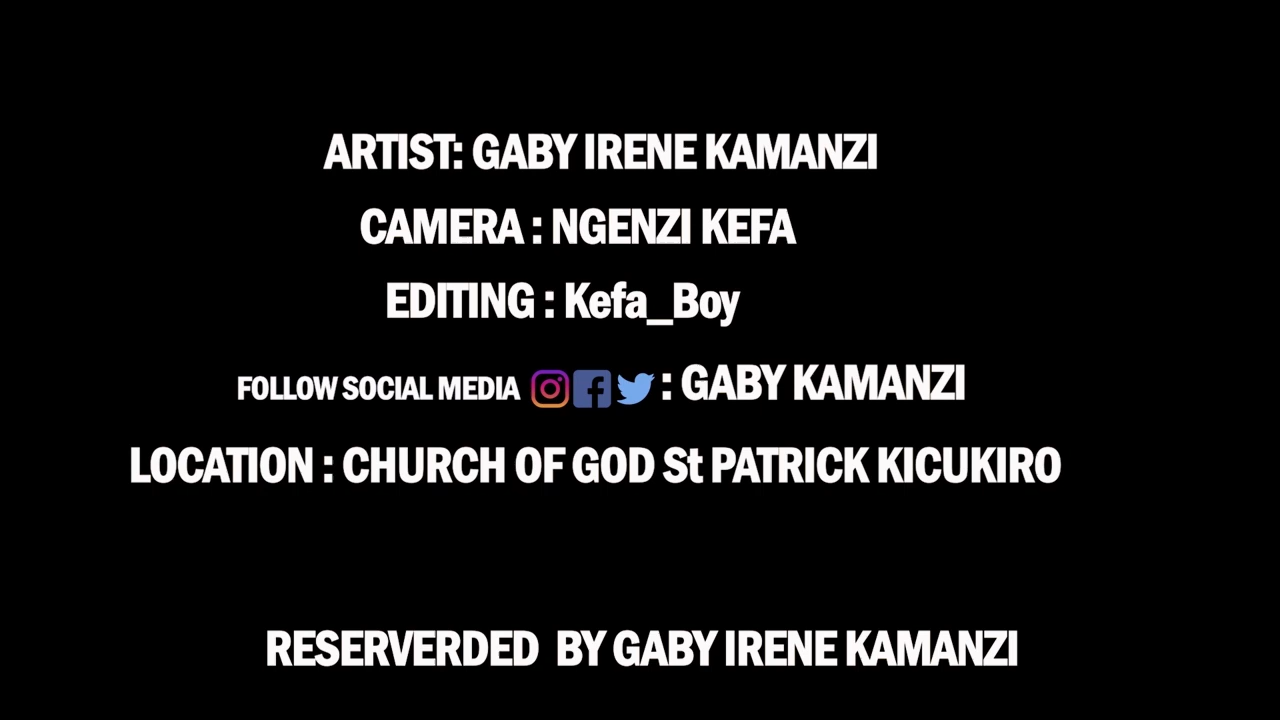 ARTIST: GABY IRENE KAMANZI
CAMERA : NGENZI KEFA
EDITING : Kefa_Boy
FOLLOW SOCIAL MEDIA : GABY KAMANZI
LOCATION : CHURCH OF GOD St PATRICK KICUKIRO
RESERVERDED BY GABY IRENE KAMANZI